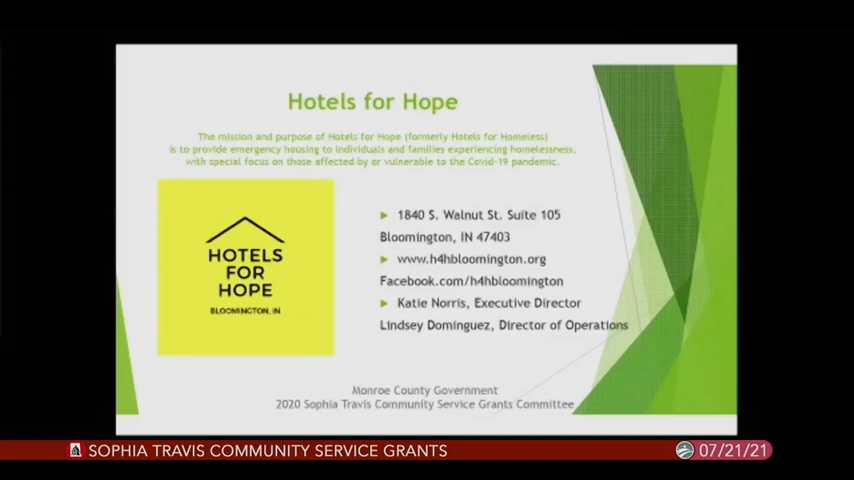 Hotels for Hope
The mission and purpose of Hotels for Hope (formerly Hotels for Homeless)
is to provide emergency housing to individuals and families experiencing homelessness,
with special focus on those affected by or vulnerable to the Covid-19 pandemic.
HOTELS
FOR
HOPE
BLOOMINGTON, IN
1840 S. Walnut St. Suite 105
Bloomington, IN 47403
www.h4hbloomington.org
Facebook.com/h4hbloomington
Katie Norris, Executive Director
Lindsey Dominguez, Director of Operations
Monroe County Government
2020 Sophia Travis Community Service Grants Committee
SOPHIA TRAVIS COMMUNITY SERVICE GRANTS
07/21/21